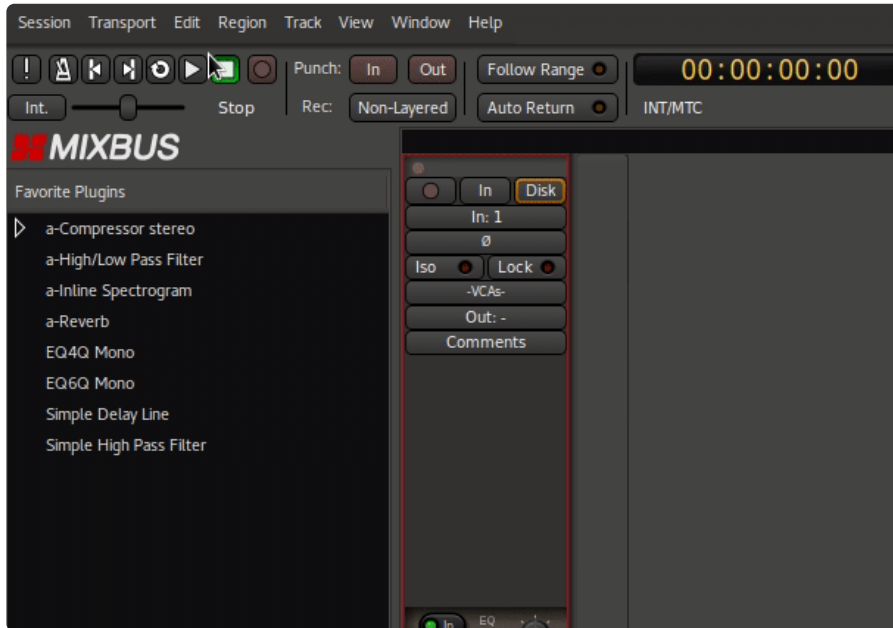 Session Transport Edit Region Track View Window Help
Punch: In Out Follow Range 00:00:00:00
Int. Stop Rec: Non-Layered Auto Return INT/MTC
MIXBUS
Favorite Plugins
a-Compressor stereo
a-High/Low Pass Filter
a-Inline Spectrogram
a-Reverb
EQ4Q Mono
EQ6Q Mono
Simple Delay Line
Simple High Pass Filter
In Disk
In: 1
Ø
Iso Lock
-VCAs-
Out: -
Comments
In EQ